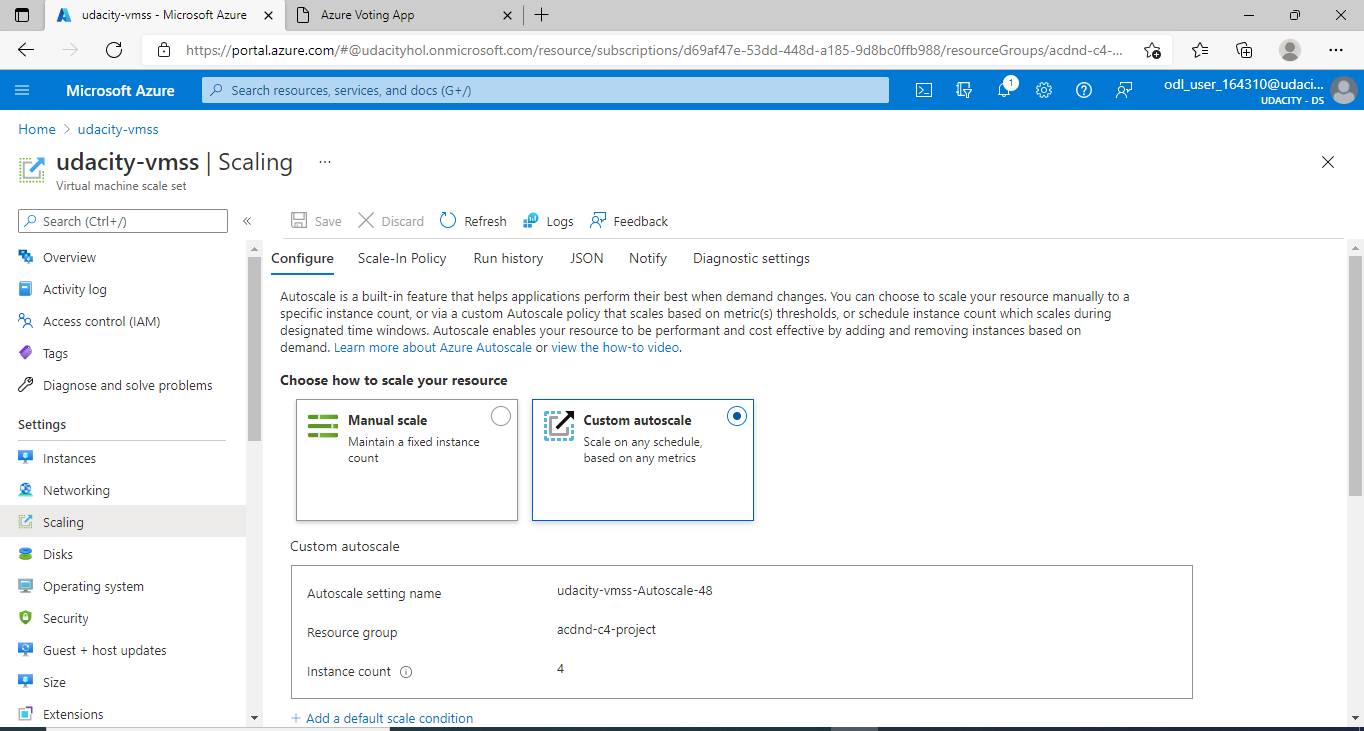 udacity-vmss - Microsoft Azure
Azure Voting App
https://portal.azure.com/#@udacityhol.onmicrosoft.com/resource/subscriptions/d69af47e-53dd-448d-a185-9d8bc0ffb988/resourceGroups/acdnd-c4-...
Microsoft Azure
Search resources, services, and docs (G+/)
1
odl_user_164310@udaci...
UDACITY - DS
Home > udacity-vmss
udacity-vmss | Scaling ...
Virtual machine scale set
Search (Ctrl+/)
«
Save
Discard
Refresh
Logs
Feedback
Overview
Activity log
Access control (IAM)
Tags
Diagnose and solve problems
Settings
Instances
Networking
Scaling
Disks
Operating system
Security
Guest + host updates
Size
Extensions
Configure
Scale-In Policy
Run history
JSON
Notify
Diagnostic settings
Autoscale is a built-in feature that helps applications perform their best when demand changes. You can choose to scale your resource manually to a
specific instance count, or via a custom Autoscale policy that scales based on metric(s) thresholds, or schedule instance count which scales during
designated time windows. Autoscale enables your resource to be performant and cost effective by adding and removing instances based on
demand. Learn more about Azure Autoscale or view the how-to video.
Choose how to scale your resource
Manual scale
Maintain a fixed instance
count
Custom autoscale
Scale on any schedule,
based on any metrics
Custom autoscale
Autoscale setting name udacity-vmss-Autoscale-48
Resource group acdnd-c4-project
Instance count 4
+ Add a default scale condition